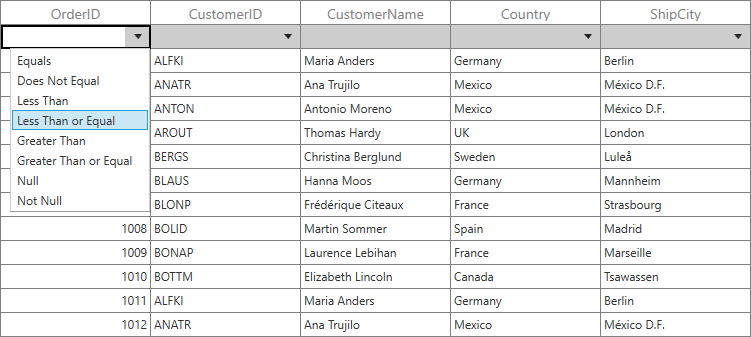 OrderID CustomerID CustomerName Country ShipCity
Equals
Does Not Equal
Less Than
Less Than or Equal
Greater Than
Greater Than or Equal
Null
Not Null
ALFKI Maria Anders Germany Berlin
ANATR Ana Trujilo Mexico México D.F.
ANTON Antonio Moreno Mexico México D.F.
AROUT Thomas Hardy UK London
BERGS Christina Berglund Sweden Luleå
BLAUS Hanna Moos Germany Mannheim
BLONP Frédérique Citeaux France Strasbourg
1008 BOLID Martin Sommer Spain Madrid
1009 BONAP Laurence Lebihan France Marseille
1010 BOTTM Elizabeth Lincoln Canada Tsawassen
1011 ALFKI Maria Anders Germany Berlin
1012 ANATR Ana Trujilo Mexico México D.F.